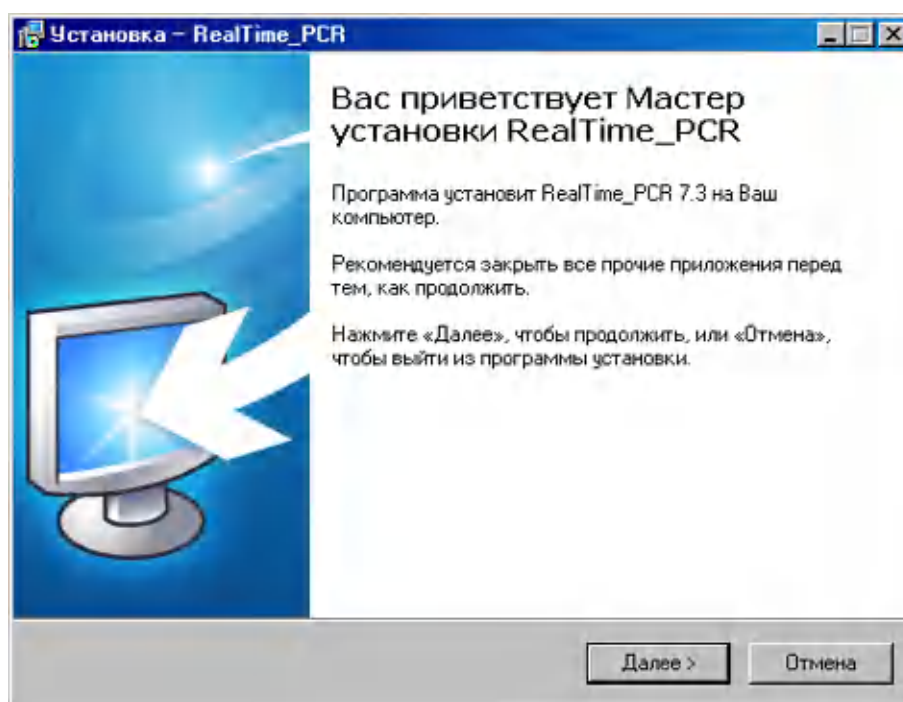 Установка – RealTime_PCR
Вас приветствует Мастер
установки RealTime_PCR
Программа установит RealTime_PCR 7.3 на Ваш
компьютер.
Рекомендуется закрыть все прочие приложения перед
тем, как продолжить.
Нажмите «Далее», чтобы продолжить, или «Отмена»,
чтобы выйти из программы установки.
Далее >
Отмена